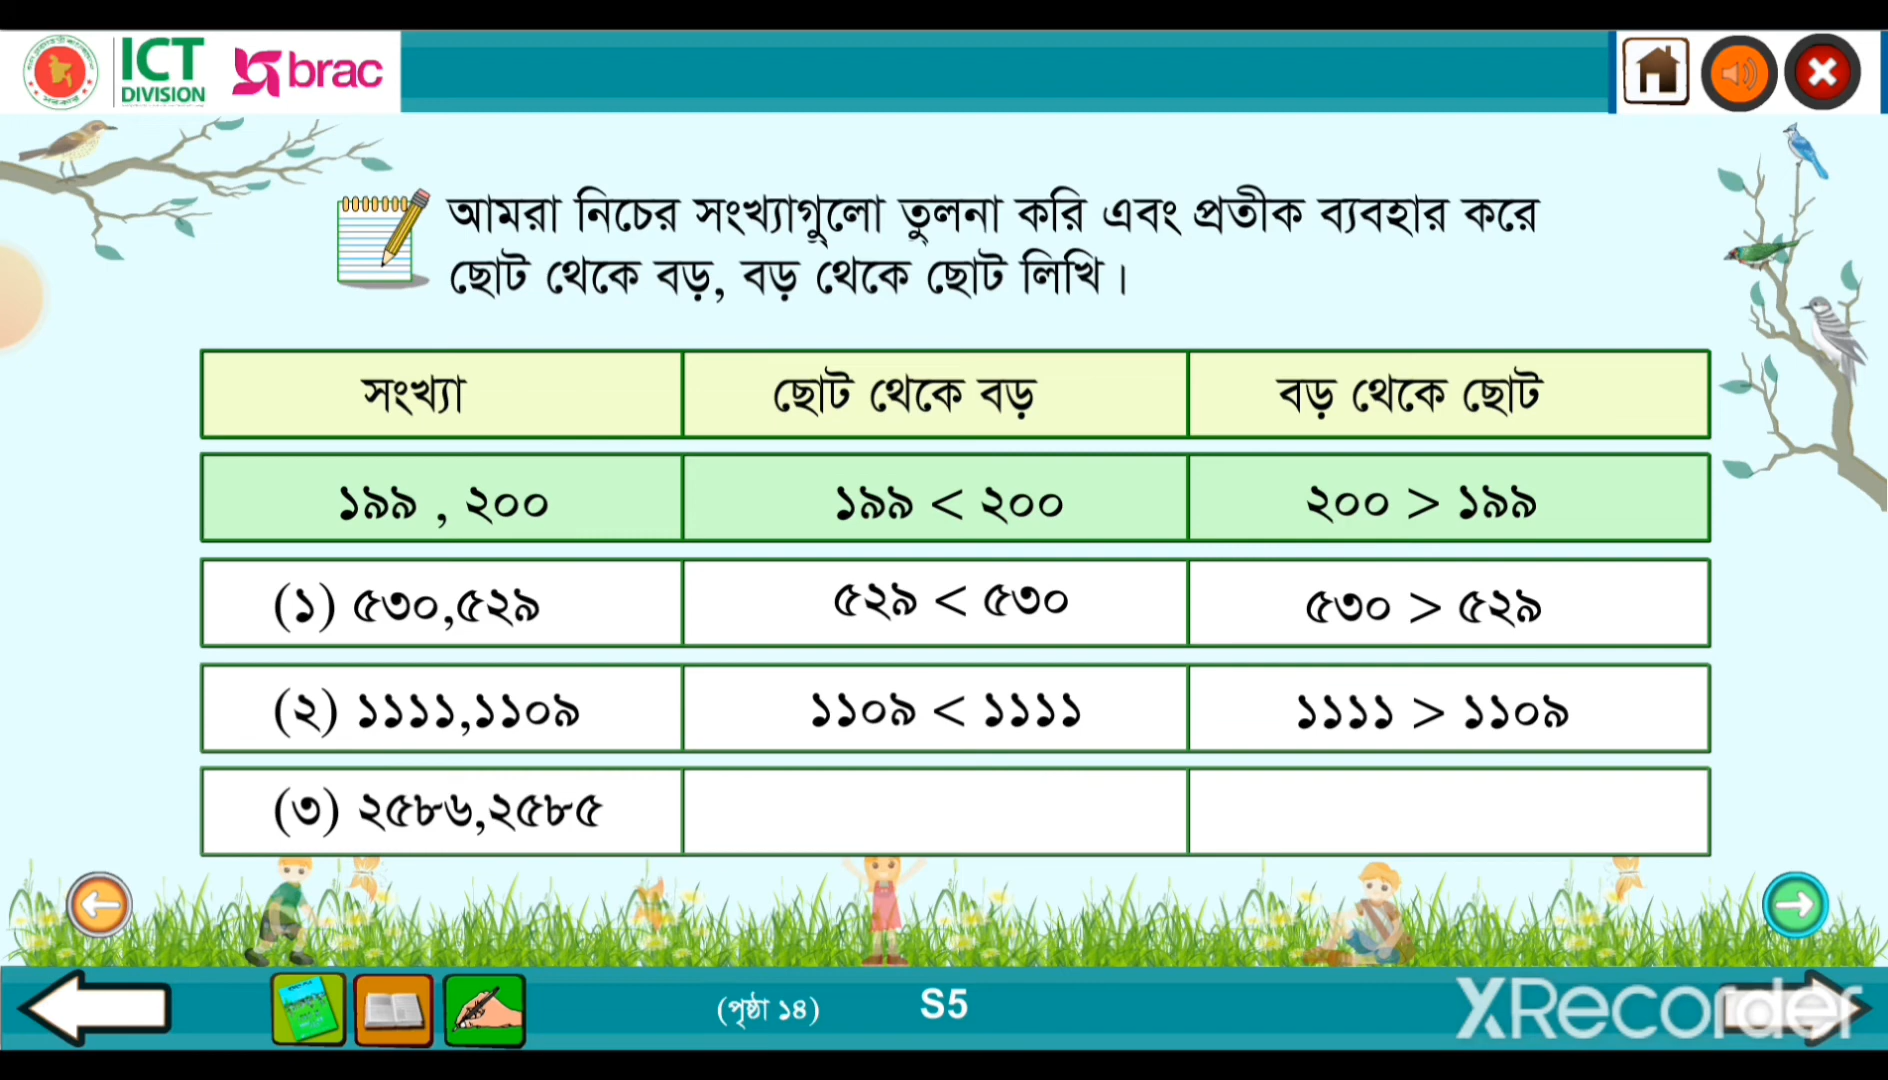 ICT
DIVISION
brac
আমরা নিচের সংখ্যাগুলো তুলনা করি এবং প্রতীক ব্যবহার করে
ছোট থেকে বড়, বড় থেকে ছোট লিখি।
সংখ্যা ছোট থেকে বড় বড় থেকে ছোট
১৯৯ , ২০০ ১৯৯ < ২০০ ২০০ > ১৯৯
(১) ৫৩০,৫২৯ ৫২৯ < ৫৩০ ৫৩০ > ৫২৯
(২) ১১১১,১১০৯ ১১০৯ < ১১১১ ১১১১ > ১১০৯
(৩) ২৫৮৬,২৫৮৫
(পৃষ্ঠা ১৪) S5
XRecorder